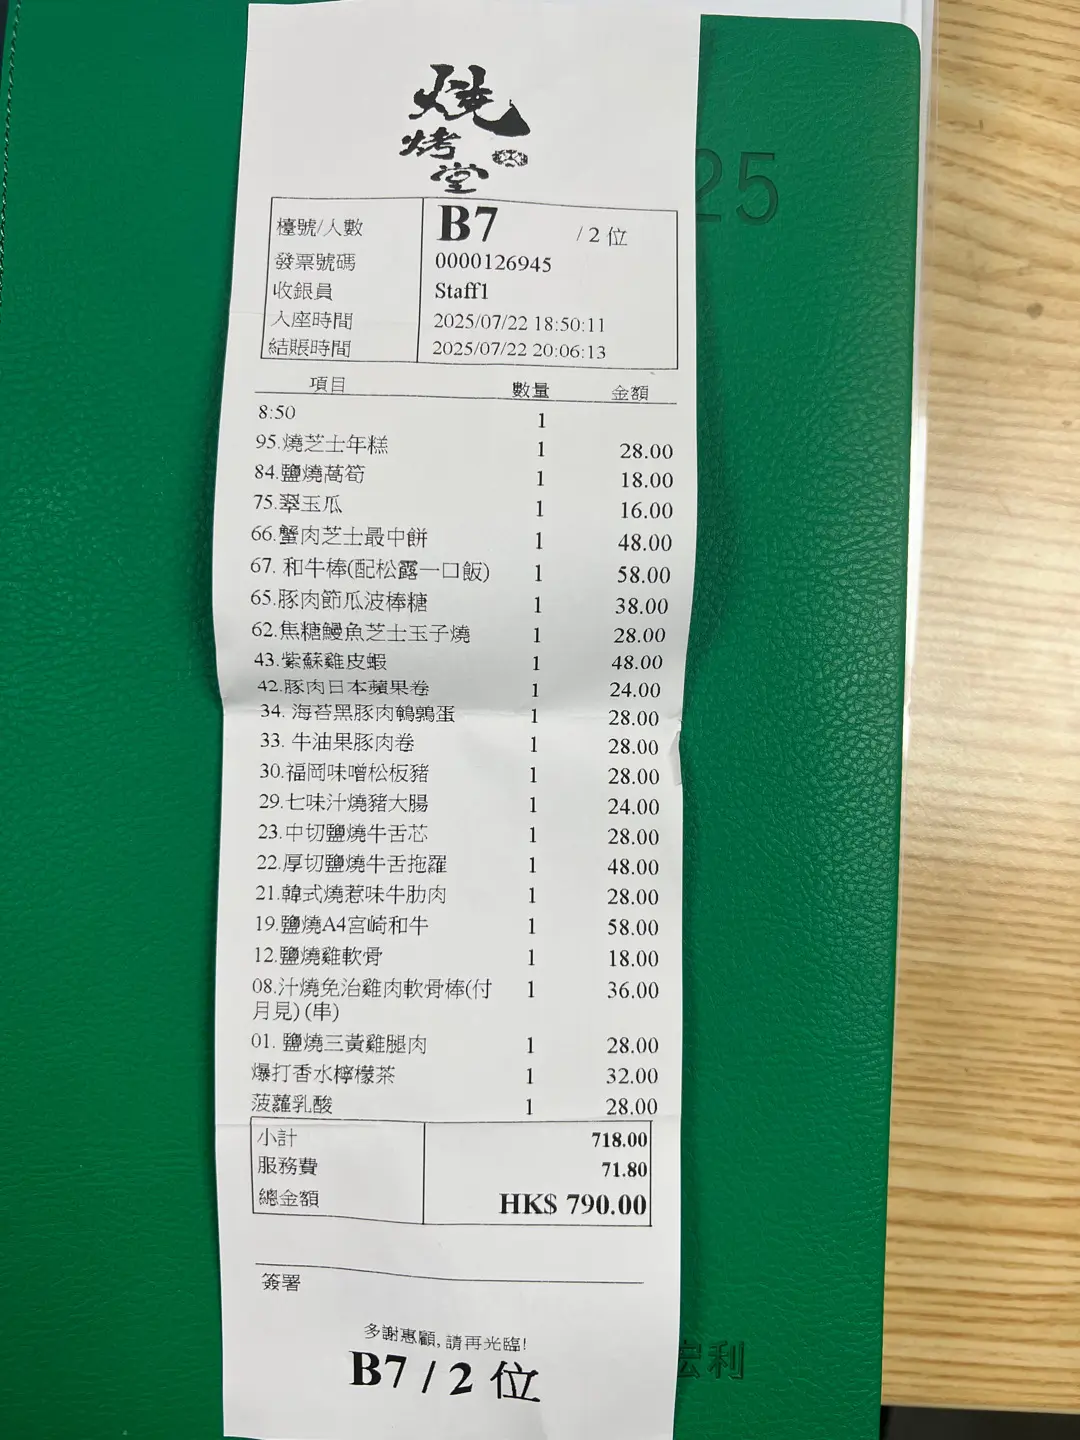 燒
烤
堂
25
檯號/人數 B7 / 2 位
發票號碼 0000126945
收銀員 Staff1
入座時間 2025/07/22 18:50:11
結賬時間 2025/07/22 20:06:13
項目 數量 金額
8:50 1
95.燒芝士年糕 1 28.00
84.鹽燒萵筍 1 18.00
75.翠玉瓜 1 16.00
66.蟹肉芝士最中餅 1 48.00
67. 和牛棒(配松露一口飯) 1 58.00
65.豚肉節瓜波棒糖 1 38.00
62.焦糖鰻魚芝士玉子燒 1 28.00
43.紫蘇雞皮蝦 1 48.00
42.豚肉日本蘋果卷 1 24.00
34. 海苔黑豚肉鵪鶉蛋 1 28.00
33. 牛油果豚肉卷 1 28.00
30.福岡味噌松板豬 1 28.00
29.七味汁燒豬大腸 1 24.00
23.中切鹽燒牛舌芯 1 28.00
22.厚切鹽燒牛舌拖羅 1 48.00
21.韓式燒惹味牛肋肉 1 28.00
19.鹽燒A4宮崎和牛 1 58.00
12.鹽燒雞軟骨 1 18.00
08.汁燒免治雞肉軟骨棒(付 1 36.00
月見) (串)
01. 鹽燒三黃雞腿肉 1 28.00
爆打香水檸檬茶 1 32.00
菠蘿乳酸 1 28.00
小計 718.00
服務費 71.80
總金額 HK$ 790.00
簽署
多謝惠顧, 請再光臨!
B7 / 2 位
宏利